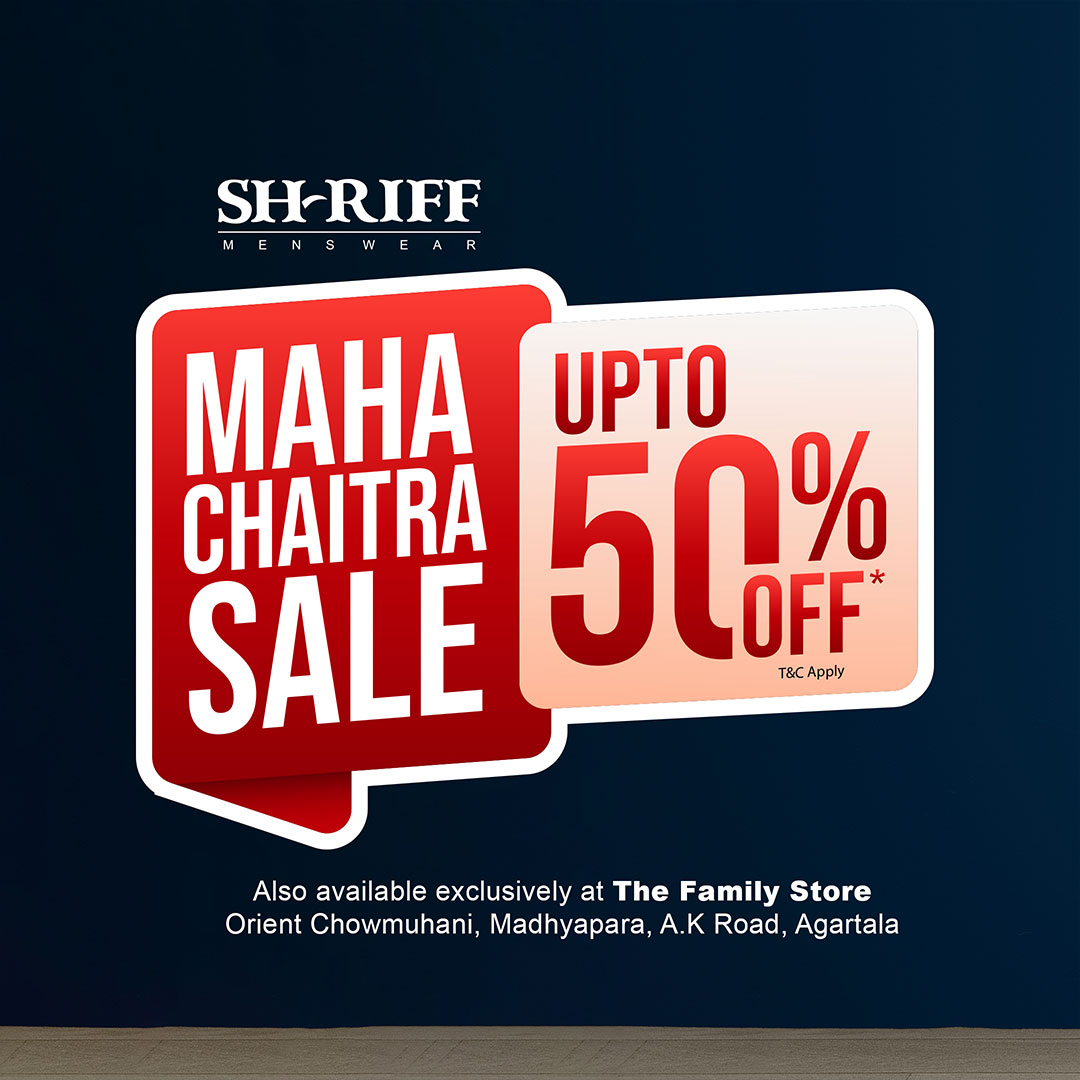 SH-RIFF
MENSWEAR
MAHA
CHAITRA
SALE
UPTO
50%
OFF*
T&C Apply
Also available exclusively at The Family Store
Orient Chowmuhani, Madhyapara, A.K Road, Agartala